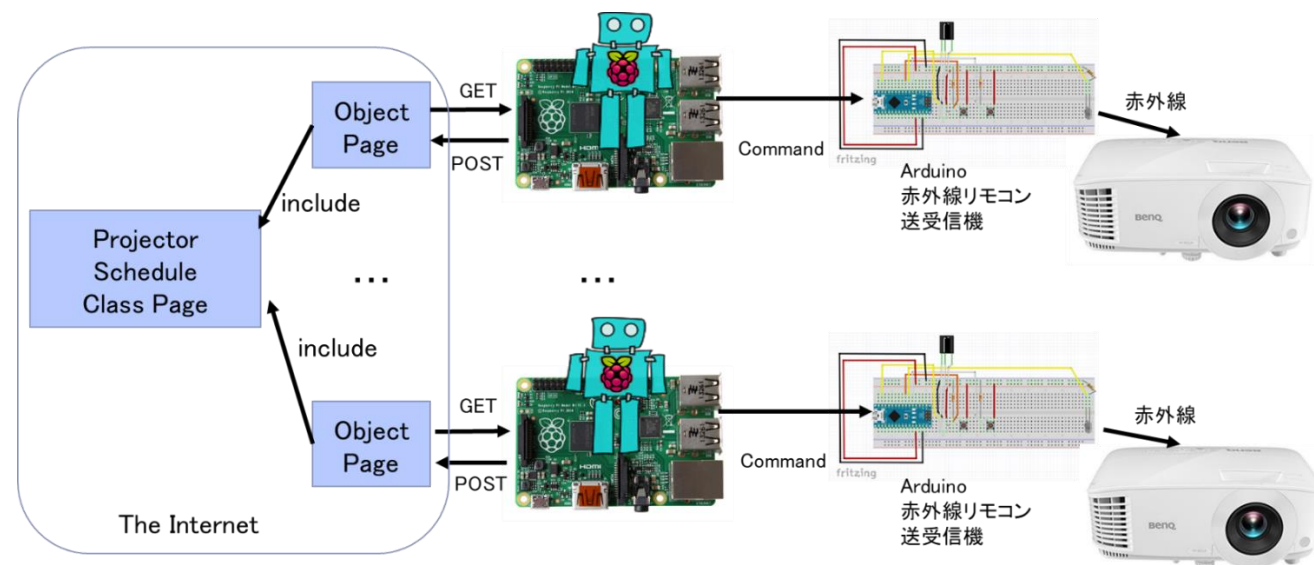 Object
Page
GET
POST
include
Projector
Schedule
Class Page
...
...
include
Object
Page
GET
POST
The Internet
HDMI
Command
fritzing
Arduino
赤外線リモコン
送受信機
赤外線
BenQ
HDMI
Command
fritzing
Arduino
赤外線リモコン
送受信機
赤外線
BenQ